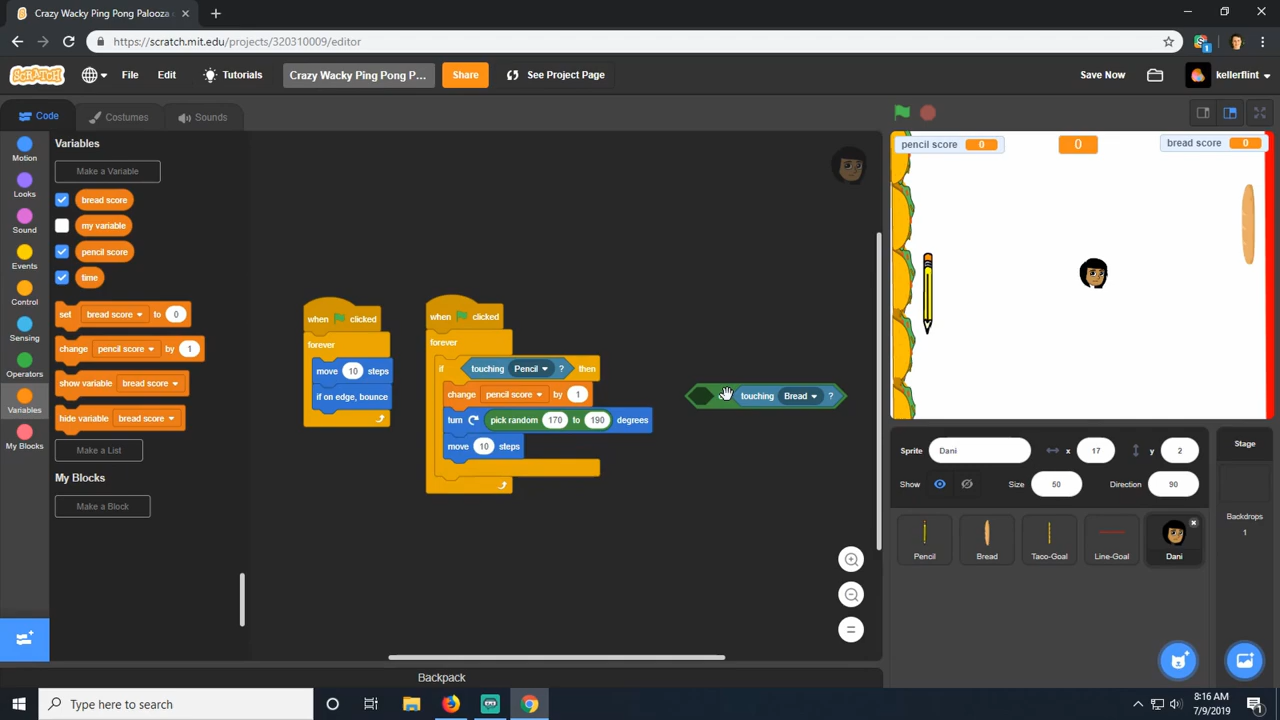 Crazy Wacky Ping Pong Palooza
https://scratch.mit.edu/projects/320310009/editor
1
SCRATCH
File
Edit
Tutorials
Crazy Wacky Ping Pong P...
Share
See Project Page
Save Now
kellerflint
Code
Costumes
Sounds
Motion
Looks
Sound
Events
Control
Sensing
Operators
Variables
My Blocks
Variables
Make a Variable
bread score
my variable
pencil score
time
set bread score to 0
change pencil score by 1
show variable bread score
hide variable bread score
Make a List
My Blocks
Make a Block
when clicked
forever
move 10 steps
if on edge, bounce
when clicked
forever
if touching Pencil ? then
change pencil score by 1
turn pick random 170 to 190 degrees
move 10 steps
touching Bread ?
pencil score 0
0
bread score 0
Sprite Dani x 17 y 2
Show Size 50 Direction 90
Pencil
Bread
Taco-Goal
Line-Goal
Dani
Stage
Backdrops
1
Backpack
Type here to search
8:16 AM
7/9/2019
1